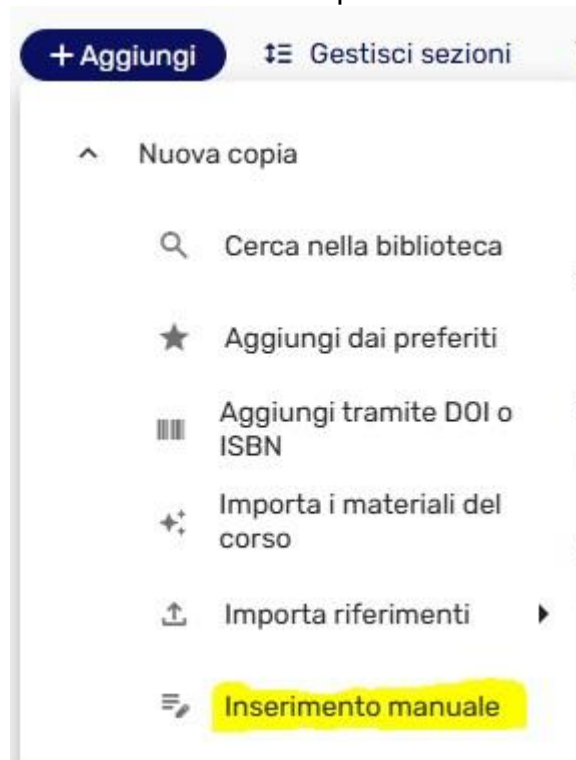 + Aggiungi Gestisci sezioni
Nuova copia
Cerca nella biblioteca
Aggiungi dai preferiti
Aggiungi tramite DOI o
ISBN
Importa i materiali del
corso
Importa riferimenti
Inserimento manuale